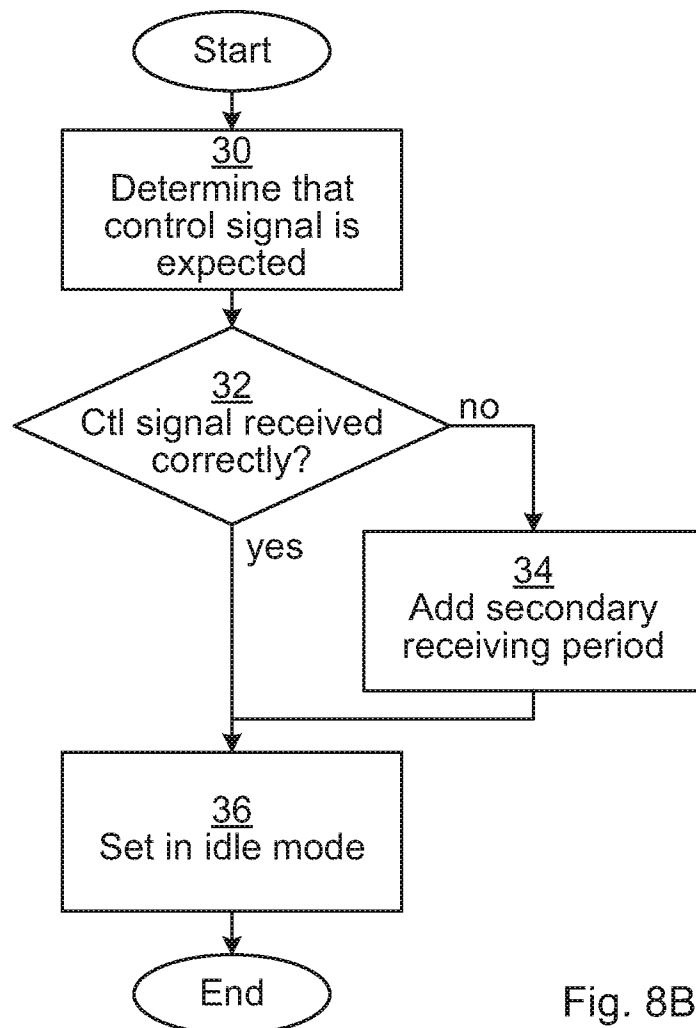 Start
30
Determine that
control signal is
expected
32
Ctl signal received
correctly?
no
yes
34
Add secondary
receiving period
36
Set in idle mode
End
Fig. 8B